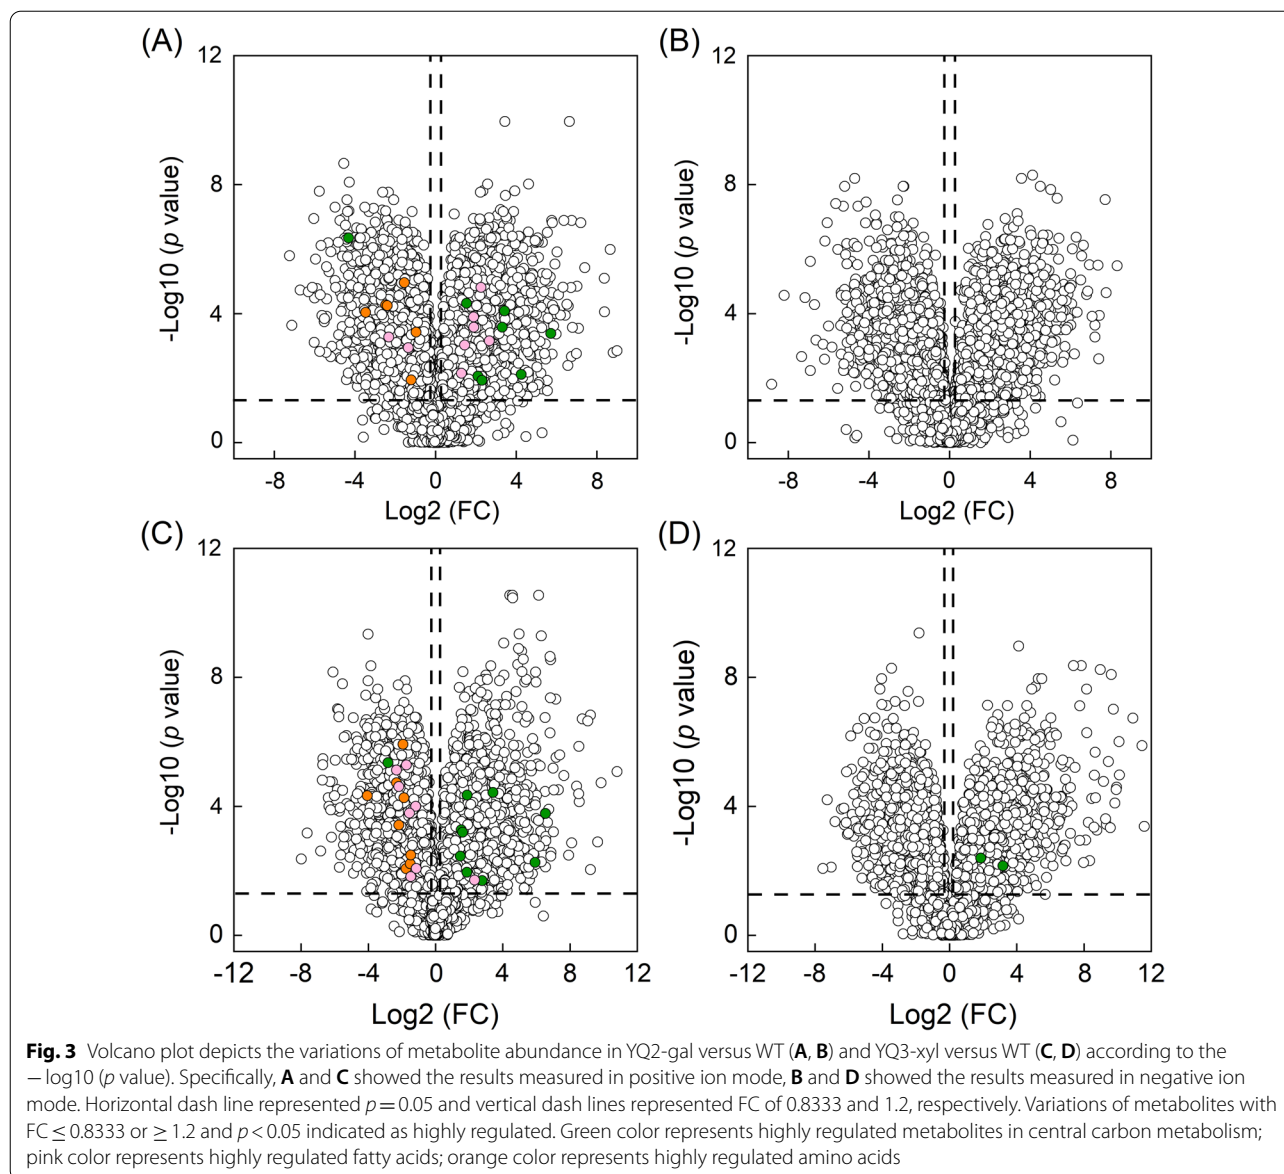 (A)
12
8
4
0
-Log10 (p value)
-8 -4 0 4 8
Log2 (FC)
(B)
12
8
4
0
-Log10 (p value)
-8 -4 0 4 8
Log2 (FC)
(C)
12
8
4
0
-Log10 (p value)
-12 -8 -4 0 4 8 12
Log2 (FC)
(D)
12
8
4
0
-Log10 (p value)
-12 -8 -4 0 4 8 12
Log2 (FC)
Fig. 3 Volcano plot depicts the variations of metabolite abundance in YQ2-gal versus WT (A, B) and YQ3-xyl versus WT (C, D) according to the
− log10 (p value). Specifically, A and C showed the results measured in positive ion mode, B and D showed the results measured in negative ion
mode. Horizontal dash line represented p = 0.05 and vertical dash lines represented FC of 0.8333 and 1.2, respectively. Variations of metabolites with
FC ≤ 0.8333 or ≥ 1.2 and p < 0.05 indicated as highly regulated. Green color represents highly regulated metabolites in central carbon metabolism;
pink color represents highly regulated fatty acids; orange color represents highly regulated amino acids